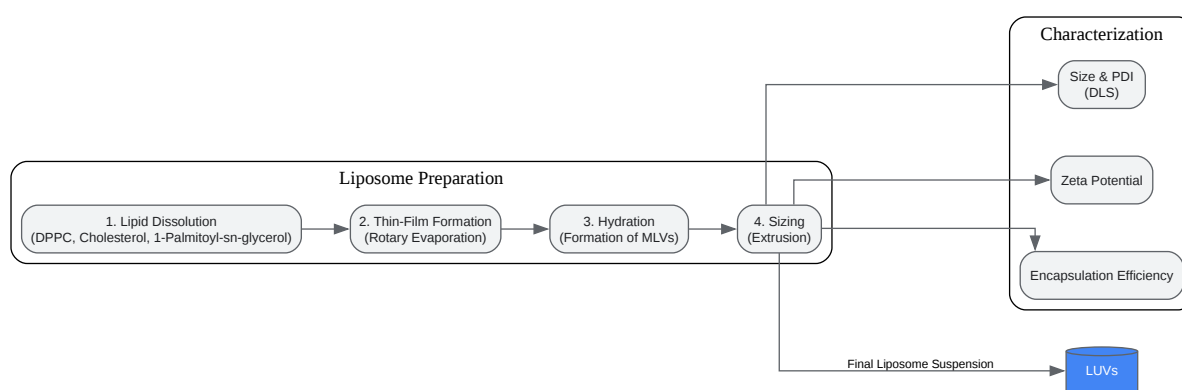 Characterization
Size & PDI
(DLS)
Liposome Preparation
1. Lipid Dissolution
(DPPC, Cholesterol, 1-Palmitoyl-sn-glycerol)
2. Thin-Film Formation
(Rotary Evaporation)
3. Hydration
(Formation of MLVs)
4. Sizing
(Extrusion)
Zeta Potential
Encapsulation Efficiency
Final Liposome Suspension
LUVs